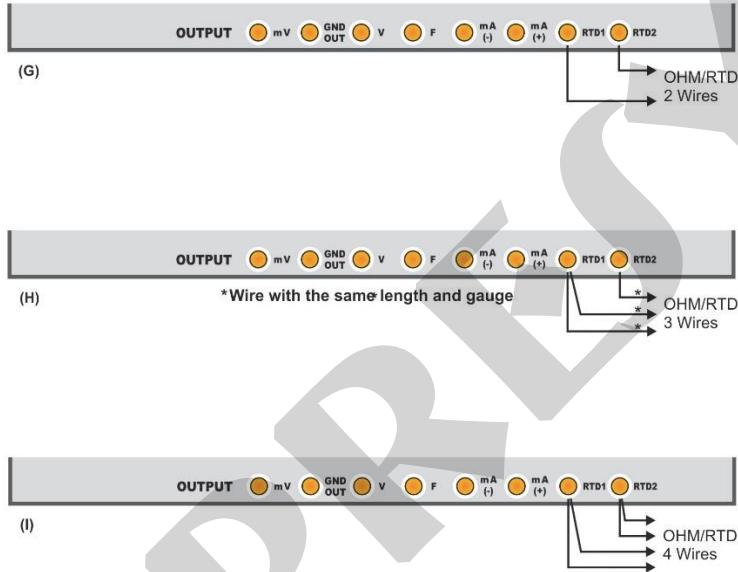 OUTPUT mV GND OUT V F mA (-) mA (+) RTD1 RTD2
(G)
OHM/RTD
2 Wires
OUTPUT mV GND OUT V F mA (-) mA (+) RTD1 RTD2
(H)
*Wire with the same* length and gauge
* OHM/RTD
* 3 Wires
*
OUTPUT mV GND OUT V F mA (-) mA (+) RTD1 RTD2
(I)
OHM/RTD
4 Wires